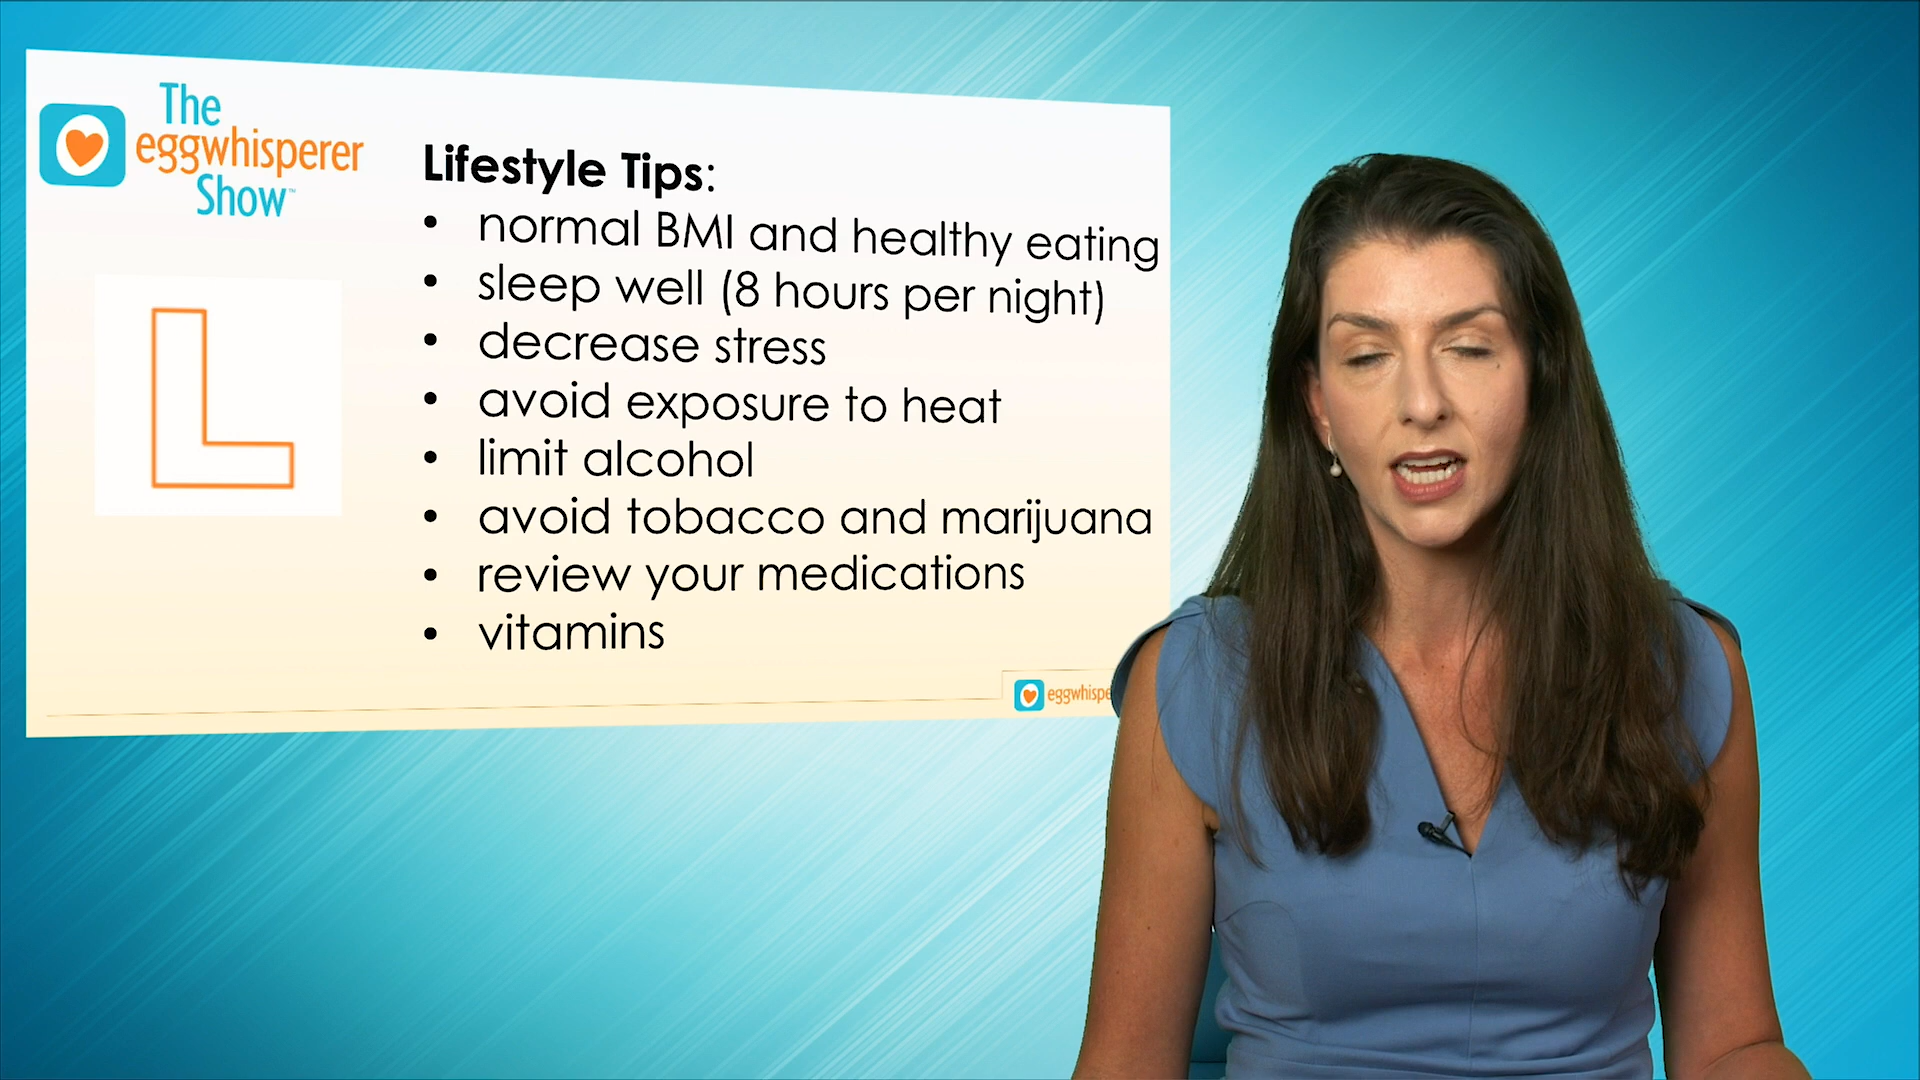 The
eggwhisperer
Show™
L
Lifestyle Tips:
• normal BMI and healthy eating
• sleep well (8 hours per night)
• decrease stress
• avoid exposure to heat
• limit alcohol
• avoid tobacco and marijuana
• review your medications
• vitamins